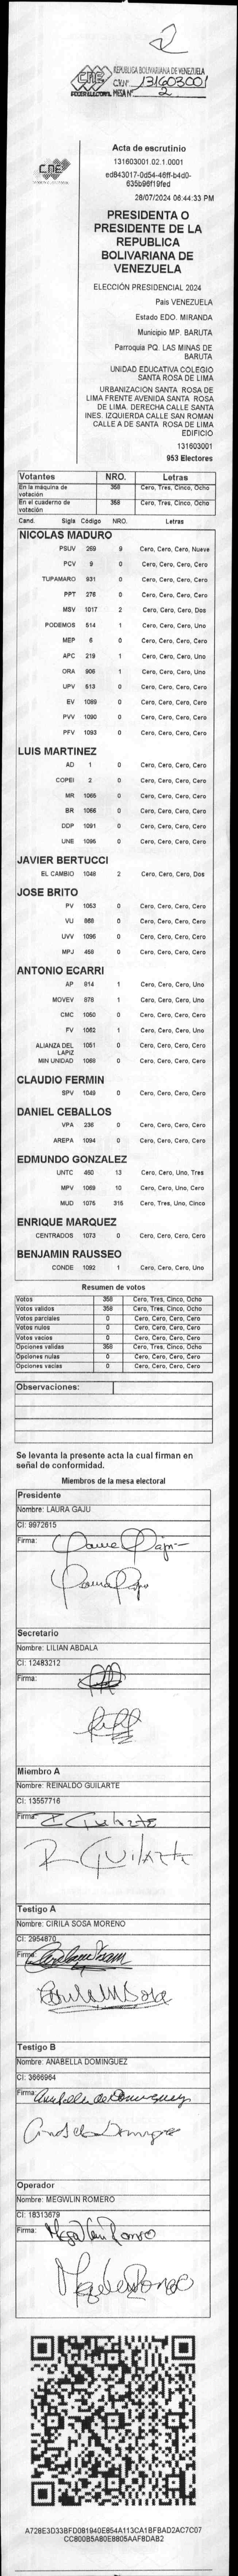 2
REPUBLICA BOLIVARIANA DE VENEZUELA
CNE
C.V.Nº 131603001
MESA Nº 2
PODER ELECTORAL
CNE
Acta de escrutinio
131603001.02.1.0001
ed843017-0d54-46ff-b4d0-
635b96f19fed
28/07/2024 06:44:33 PM
PRESIDENTA O
PRESIDENTE DE LA
REPUBLICA
BOLIVARIANA DE
VENEZUELA
ELECCIÓN PRESIDENCIAL 2024
Pais VENEZUELA
Estado EDO. MIRANDA
Municipio MP. BARUTA
Parroquia PQ. LAS MINAS DE
BARUTA
UNIDAD EDUCATIVA COLEGIO
SANTA ROSA DE LIMA
URBANIZACION SANTA ROSA DE
LIMA FRENTE AVENIDA SANTA ROSA
DE LIMA. DERECHA CALLE SANTA
INES. IZQUIERDA CALLE SAN ROMAN
CALLE A DE SANTA ROSA DE LIMA
EDIFICIO
131603001
953 Electores
Votantes NRO. Letras
En la máquina de votación 358 Cero, Tres, Cinco, Ocho
En el cuaderno de votación 358 Cero, Tres, Cinco, Ocho
Cand. Sigla Código NRO. Letras
NICOLAS MADURO
PSUV 269 9 Cero, Cero, Cero, Nueve
PCV 9 0 Cero, Cero, Cero, Cero
TUPAMARO 931 0 Cero, Cero, Cero, Cero
PPT 276 0 Cero, Cero, Cero, Cero
MSV 1017 2 Cero, Cero, Cero, Dos
PODEMOS 514 1 Cero, Cero, Cero, Uno
MEP 6 0 Cero, Cero, Cero, Cero
APC 219 1 Cero, Cero, Cero, Uno
ORA 906 1 Cero, Cero, Cero, Uno
UPV 513 0 Cero, Cero, Cero, Cero
EV 1089 0 Cero, Cero, Cero, Cero
PVV 1090 0 Cero, Cero, Cero, Cero
PFV 1093 0 Cero, Cero, Cero, Cero
LUIS MARTINEZ
AD 1 0 Cero, Cero, Cero, Cero
COPEI 2 0 Cero, Cero, Cero, Cero
MR 1065 0 Cero, Cero, Cero, Cero
BR 1066 0 Cero, Cero, Cero, Cero
DDP 1091 0 Cero, Cero, Cero, Cero
UNE 1095 0 Cero, Cero, Cero, Cero
JAVIER BERTUCCI
EL CAMBIO 1048 2 Cero, Cero, Cero, Dos
JOSE BRITO
PV 1053 0 Cero, Cero, Cero, Cero
VU 868 0 Cero, Cero, Cero, Cero
UVV 1096 0 Cero, Cero, Cero, Cero
MPJ 458 0 Cero, Cero, Cero, Cero
ANTONIO ECARRI
AP 914 1 Cero, Cero, Cero, Uno
MOVEV 878 1 Cero, Cero, Cero, Uno
CMC 1050 0 Cero, Cero, Cero, Cero
FV 1062 1 Cero, Cero, Cero, Uno
ALIANZA DEL LAPIZ 1051 0 Cero, Cero, Cero, Cero
MIN UNIDAD 1068 0 Cero, Cero, Cero, Cero
CLAUDIO FERMIN
SPV 1049 0 Cero, Cero, Cero, Cero
DANIEL CEBALLOS
VPA 236 0 Cero, Cero, Cero, Cero
AREPA 1094 0 Cero, Cero, Cero, Cero
EDMUNDO GONZALEZ
UNTC 460 13 Cero, Cero, Uno, Tres
MPV 1069 10 Cero, Cero, Uno, Cero
MUD 1075 315 Cero, Tres, Uno, Cinco
ENRIQUE MARQUEZ
CENTRADOS 1073 0 Cero, Cero, Cero, Cero
BENJAMIN RAUSSEO
CONDE 1092 1 Cero, Cero, Cero, Uno
Resumen de votos
Votos 358 Cero, Tres, Cinco, Ocho
Votos validos 358 Cero, Tres, Cinco, Ocho
Votos parciales 0 Cero, Cero, Cero, Cero
Votos nulos 0 Cero, Cero, Cero, Cero
Votos vacios 0 Cero, Cero, Cero, Cero
Opciones validas 358 Cero, Tres, Cinco, Ocho
Opciones nulas 0 Cero, Cero, Cero, Cero
Opciones vacias 0 Cero, Cero, Cero, Cero
Observaciones:
Se levanta la presente acta la cual firman en
señal de conformidad.
Miembros de la mesa electoral
Presidente
Nombre: LAURA GAJU
CI: 9972615
Firma:
Secretario
Nombre: LILIAN ABDALA
CI: 12483212
Firma:
Miembro A
Nombre: REINALDO GUILARTE
CI: 13557716
Firma: R Guilarte
R Guilarte
Testigo A
Nombre: CIRILA SOSA MORENO
CI: 2954870
Firma:
Testigo B
Nombre: ANABELLA DOMINGUEZ
CI: 3666964
Firma: Anabella de Dominguez
Operador
Nombre: MEGWLIN ROMERO
CI: 18313679
Firma:
A728E3D33BFD081940E854A113CA1BFBAD2AC7C07
CC800B5A80E8805AAF8DAB2